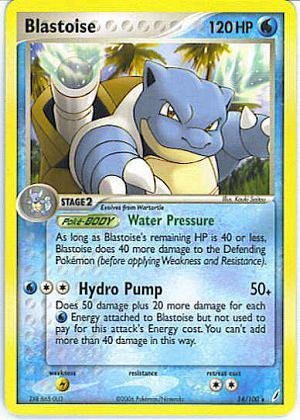 Blastoise 120 HP
Illus. Kouki Saitou
STAGE 2 Evolves from Wartortle
Poké-BODY Water Pressure
As long as Blastoise's remaining HP is 40 or less,
Blastoise does 40 more damage to the Defending
Pokémon (before applying Weakness and Resistance).
Hydro Pump 50+
Does 50 damage plus 20 more damage for each
Energy attached to Blastoise but not used to
pay for this attack's Energy cost. You can't add
more than 40 damage in this way.
weakness resistance retreat cost
©2006 Pokémon/Nintendo 14/100